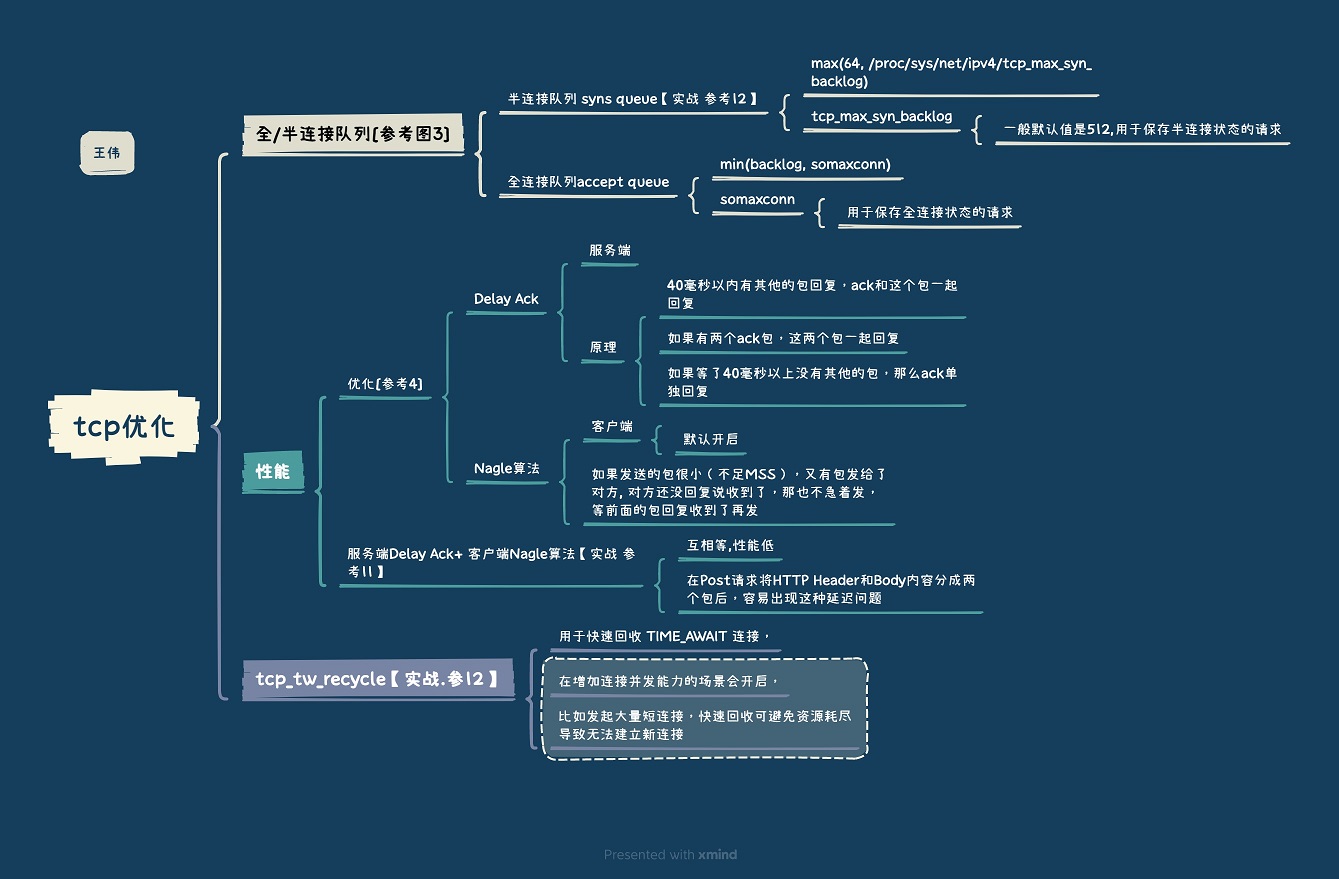 王伟
tcp优化
全/半连接队列[参考图3]
半连接队列 syns queue【 实战 参考12 】
max(64, /proc/sys/net/ipv4/tcp_max_syn_
backlog)
tcp_max_syn_backlog
一般默认值是512,用于保存半连接状态的请求
全连接队列accept queue
min(backlog, somaxconn)
somaxconn
用于保存全连接状态的请求
性能
优化[参考4]
Delay Ack
服务端
原理
40毫秒以内有其他的包回复，ack和这个包一起
回复
如果有两个ack包，这两个包一起回复
如果等了40毫秒以上没有其他的包，那么ack单
独回复
Nagle算法
客户端
默认开启
如果发送的包很小（不足MSS），又有包发给了
对方, 对方还没回复说收到了，那也不急着发，
等前面的包回复收到了再发
服务端Delay Ack+ 客户端Nagle算法【 实战 参
考11 】
互相等,性能低
在Post请求将HTTP Header和Body内容分成两
个包后，容易出现这种延迟问题
tcp_tw_recycle【 实战.参12 】
用于快速回收 TIME_AWAIT 连接，
在增加连接并发能力的场景会开启，
比如发起大量短连接，快速回收可避免资源耗尽
导致无法建立新连接
Presented with xmind